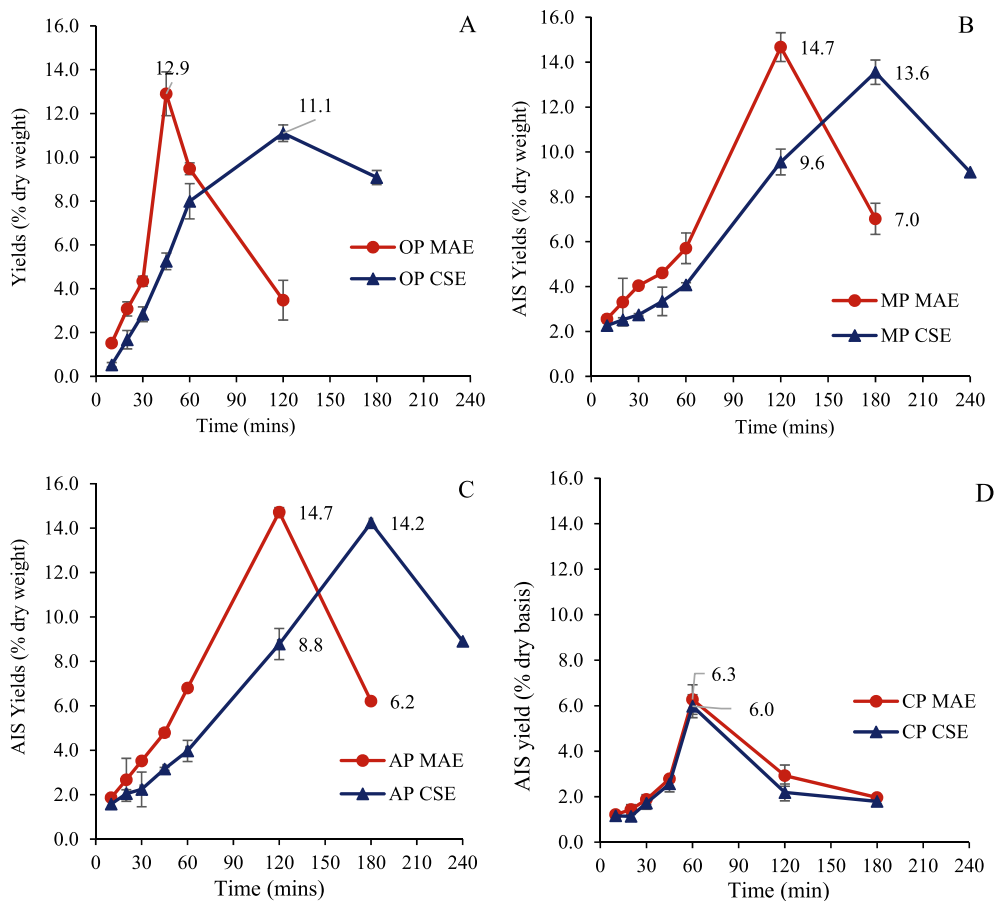 A
Yields (% dry weight)
16.0
14.0
12.0
10.0
8.0
6.0
4.0
2.0
0.0
12.9
11.1
OP MAE
OP CSE
0 30 60 90 120 150 180 210 240
Time (mins)
B
AIS Yields (% dry weight)
16.0
14.0
12.0
10.0
8.0
6.0
4.0
2.0
0.0
14.7
13.6
9.6
7.0
MP MAE
MP CSE
0 30 60 90 120 150 180 210 240
Time (mins)
C
AIS Yields (% dry weight)
16.0
14.0
12.0
10.0
8.0
6.0
4.0
2.0
0.0
14.7
14.2
8.8
6.2
AP MAE
AP CSE
0 30 60 90 120 150 180 210 240
Time (mins)
D
AIS yield (% dry basis)
16.0
14.0
12.0
10.0
8.0
6.0
4.0
2.0
0.0
6.3
6.0
CP MAE
CP CSE
0 30 60 90 120 150 180 210 240
Time (min)